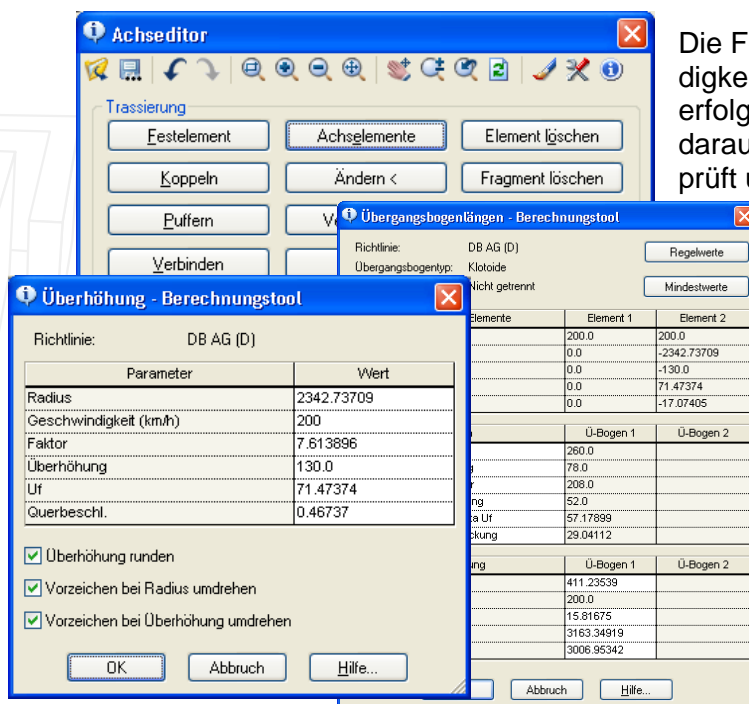 Achseditor
Die F
digke
erfolg
darau
prüft u
Trassierung
Festelement Achselemente Element löschen
Koppeln Ändern < Fragment löschen
Puffern
Verbinden
Übergangsbogenlängen - Berechnungstool
Richtlinie: DB AG (D) Regelwerte
Übergangsbogentyp: Klotoide
Nicht getrennt Mindestwerte
Elemente Element 1 Element 2
200.0 200.0
0.0 -2342.73709
0.0 -130.0
0.0 71.47374
0.0 -17.07405
Ü-Bogen 1 Ü-Bogen 2
260.0
78.0
208.0
ng 52.0
ta Uf 57.17899
ckung 29.04112
ung Ü-Bogen 1 Ü-Bogen 2
411.23539
200.0
15.81675
3163.34919
3006.95342
Abbruch Hilfe...
Überhöhung - Berechnungstool
Richtlinie: DB AG (D)
Parameter Wert
Radius 2342.73709
Geschwindigkeit (km/h) 200
Faktor 7.613896
Überhöhung 130.0
Uf 71.47374
Querbeschl. 0.46737
Überhöhung runden
Vorzeichen bei Radius umdrehen
Vorzeichen bei Überhöhung umdrehen
OK Abbruch Hilfe...